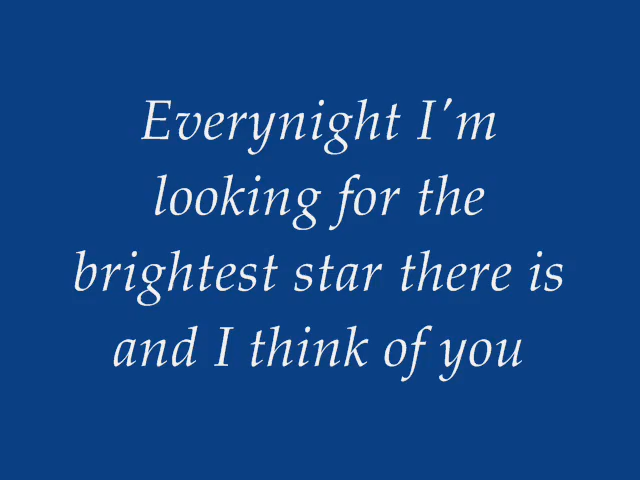 Everynight I'm
looking for the
brightest star there is
and I think of you